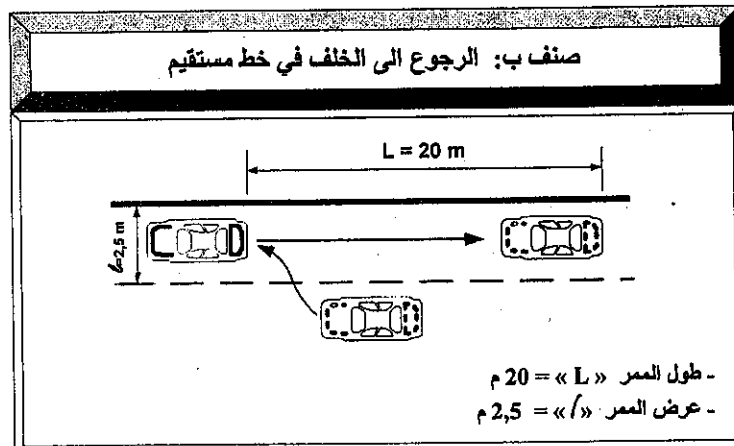 صنف ب: الرجوع الى الخلف في خط مستقيم
L = 20 m
ℓ=2,5 m
- طول الممر « L » = 20 م
- عرض الممر «ℓ» = 2,5 م